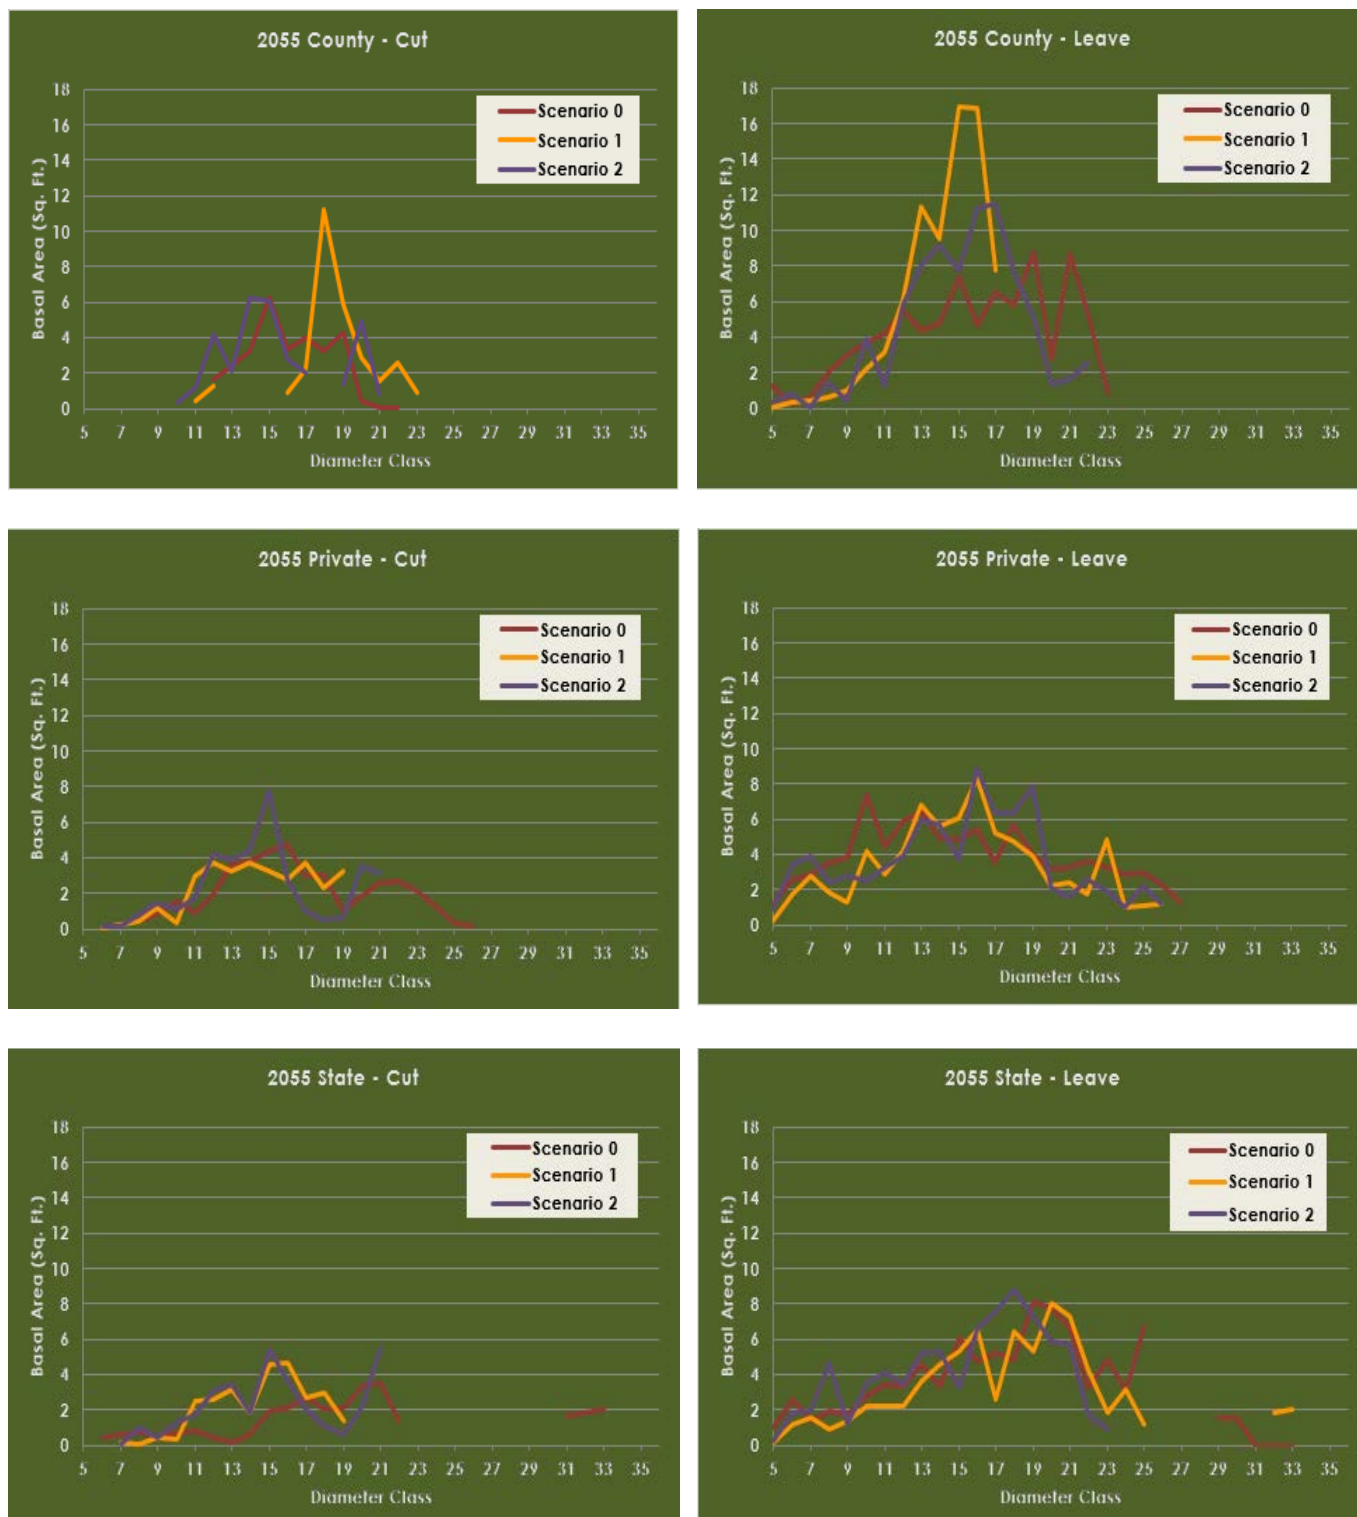 2055 County - Cut
18
16
14
12
10
8
6
4
2
0
Basal Area (Sq. Ft.)
Scenario 0
Scenario 1
Scenario 2
5 7 9 11 13 15 17 19 21 23 25 27 29 31 33 35
Diameter Class
2055 County - Leave
18
16
14
12
10
8
6
4
2
0
Basal Area (Sq. Ft.)
Scenario 0
Scenario 1
Scenario 2
5 7 9 11 13 15 17 19 21 23 25 27 29 31 33 35
Diameter Class
2055 Private - Cut
18
16
14
12
10
8
6
4
2
0
Basal Area (Sq. Ft.)
Scenario 0
Scenario 1
Scenario 2
5 7 9 11 13 15 17 19 21 23 25 27 29 31 33 35
Diameter Class
2055 Private - Leave
18
16
14
12
10
8
6
4
2
0
Basal Area (Sq. Ft.)
Scenario 0
Scenario 1
Scenario 2
5 7 9 11 13 15 17 19 21 23 25 27 29 31 33 35
Diameter Class
2055 State - Cut
18
16
14
12
10
8
6
4
2
0
Basal Area (Sq. Ft.)
Scenario 0
Scenario 1
Scenario 2
5 7 9 11 13 15 17 19 21 23 25 27 29 31 33 35
Diameter Class
2055 State - Leave
18
16
14
12
10
8
6
4
2
0
Basal Area (Sq. Ft.)
Scenario 0
Scenario 1
Scenario 2
5 7 9 11 13 15 17 19 21 23 25 27 29 31 33 35
Diameter Class